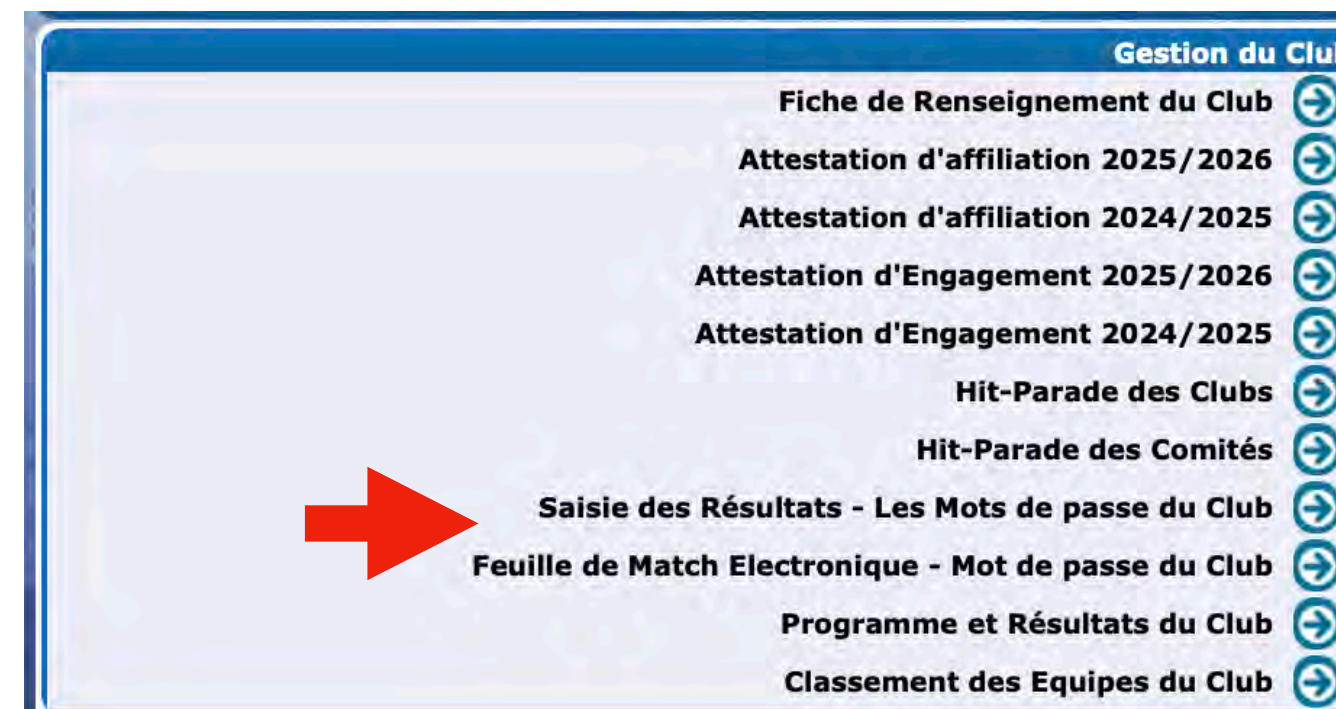 Gestion du Clu
Fiche de Renseignement du Club
Attestation d'affiliation 2025/2026
Attestation d'affiliation 2024/2025
Attestation d'Engagement 2025/2026
Attestation d'Engagement 2024/2025
Hit-Parade des Clubs
Hit-Parade des Comités
Saisie des Résultats - Les Mots de passe du Club
Feuille de Match Electronique - Mot de passe du Club
Programme et Résultats du Club
Classement des Equipes du Club